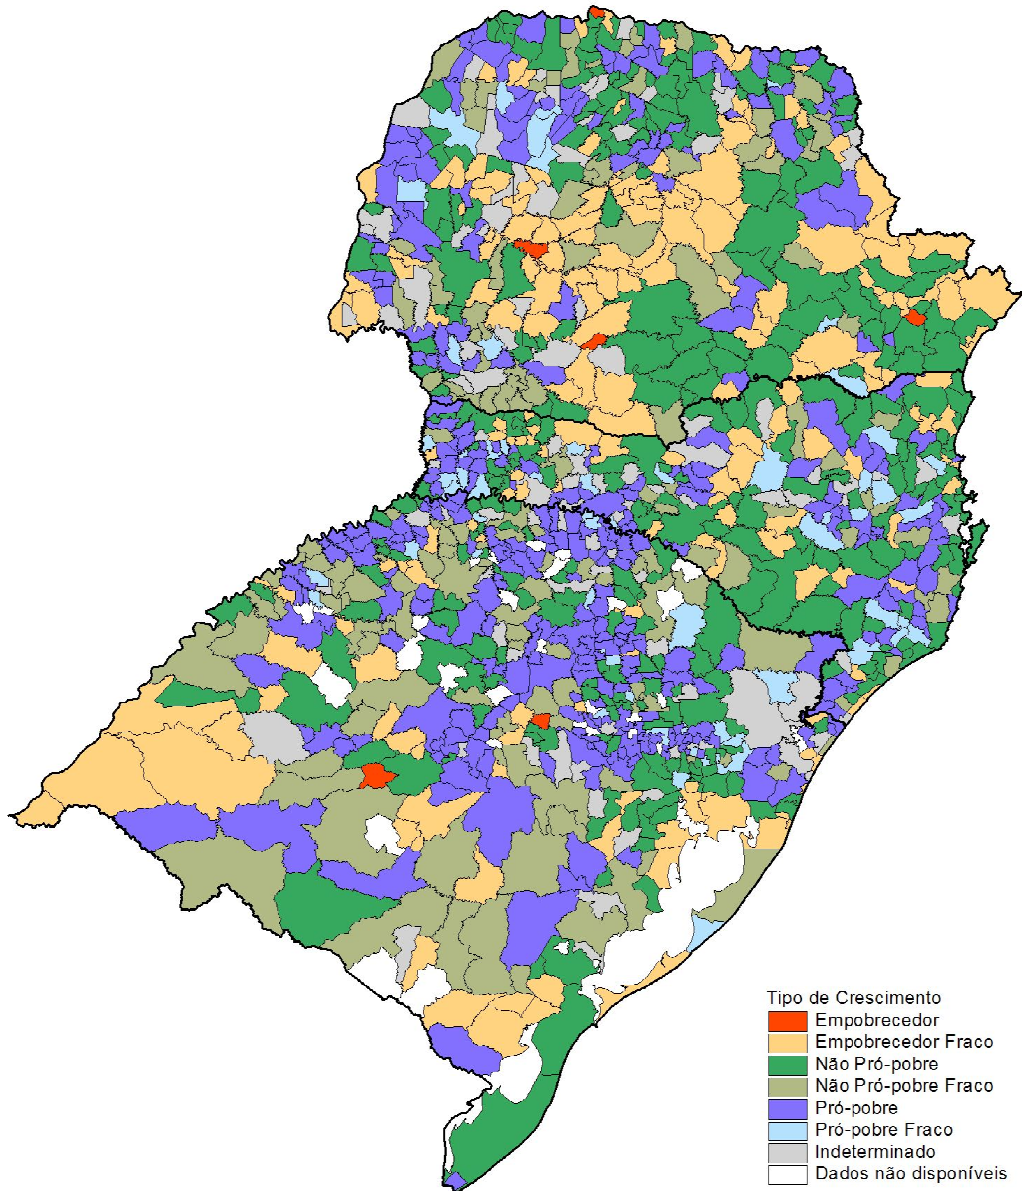 Tipo de Crescimento
Empobrecedor
Empobrecedor Fraco
Não Pró-pobre
Não Pró-pobre Fraco
Pró-pobre
Pró-pobre Fraco
Indeterminado
Dados não disponíveis